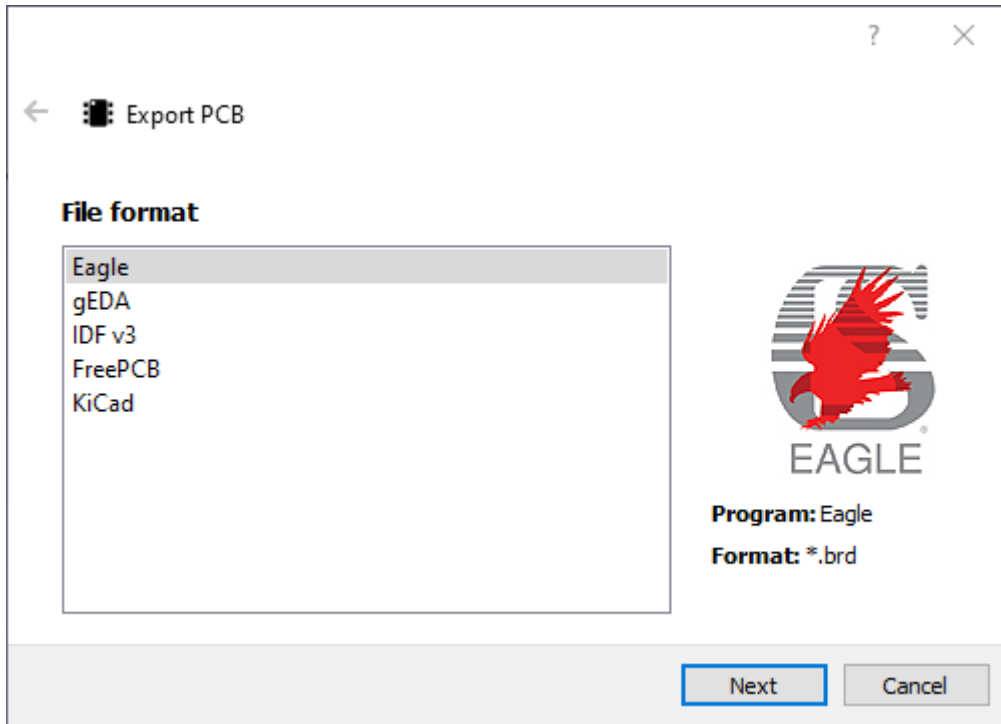 ?
Export PCB
File format
Eagle
gEDA
IDF v3
FreePCB
KiCad
EAGLE
Program: Eagle
Format: *.brd
Next
Cancel